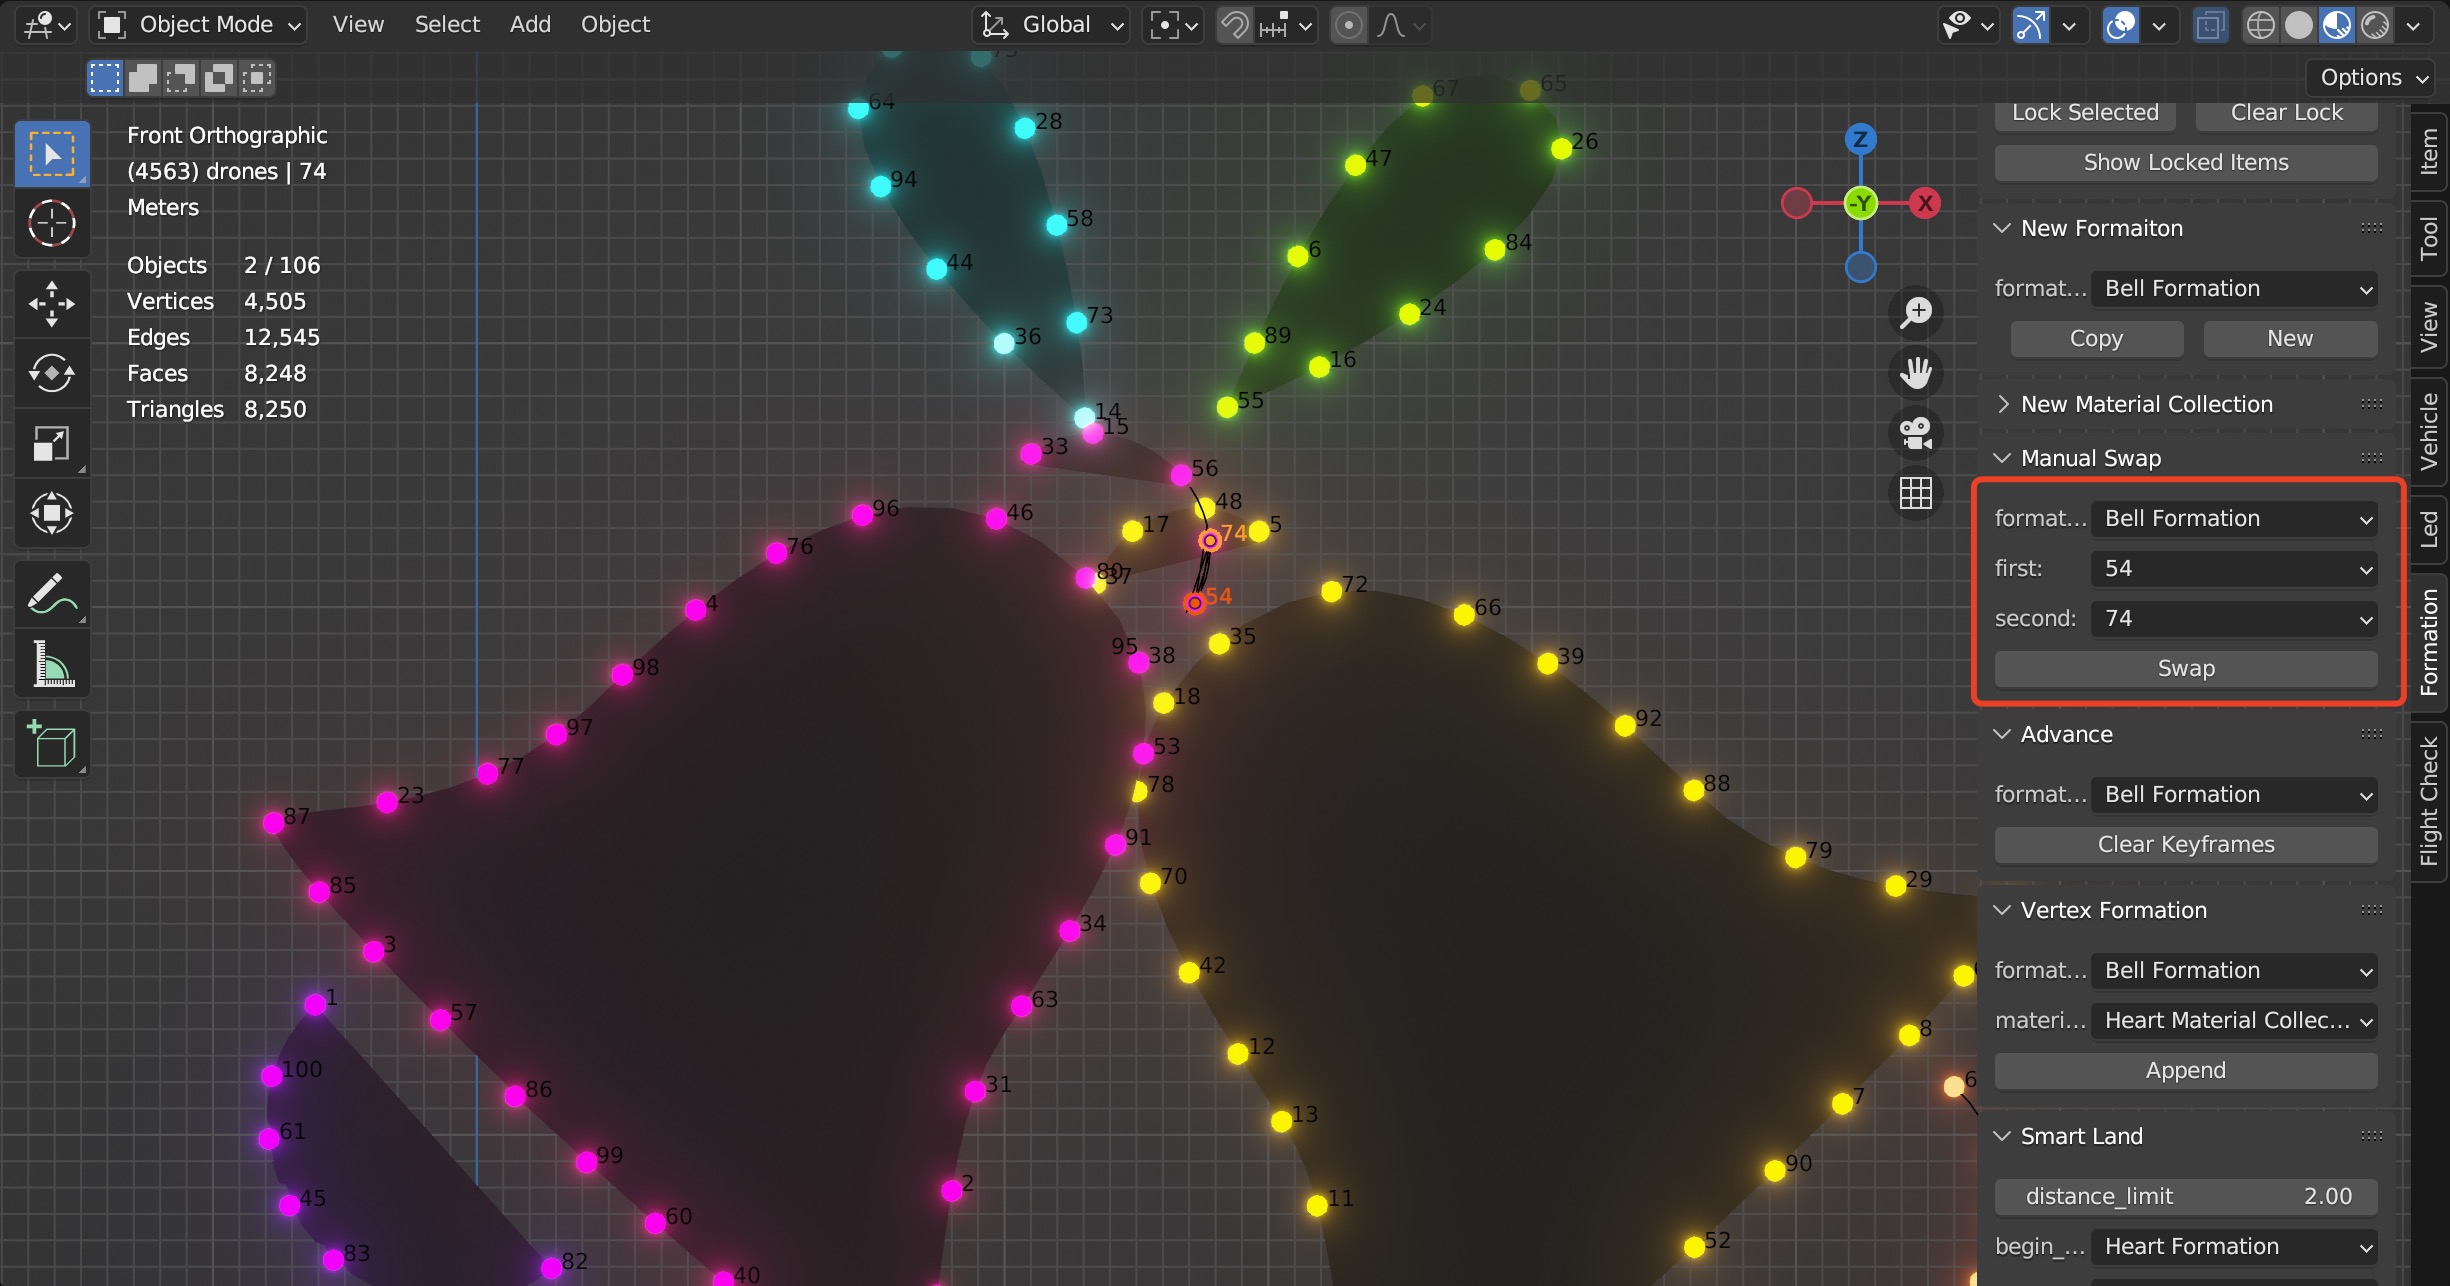 Object Mode
View
Select
Add
Object
Global
Options
Front Orthographic
(4563) drones | 74
Meters
Objects 2 / 106
Vertices 4,505
Edges 12,545
Faces 8,248
Triangles 8,250
Z
-Y
X
Lock Selected
Clear Lock
Show Locked Items
New Formaiton
format... Bell Formation
Copy
New
New Material Collection
Manual Swap
format... Bell Formation
first: 54
second: 74
Swap
Advance
format... Bell Formation
Clear Keyframes
Vertex Formation
format... Bell Formation
materi... Heart Material Collec...
Append
Smart Land
distance_limit 2.00
begin_... Heart Formation
Item
Tool
View
Vehicle
Led
Formation
Flight Check
67
65
64
28
26
47
94
58
6
84
44
73
24
36
89
16
55
14
15
33
56
48
96
46
17
74
5
76
80
37
72
54
4
66
35
95
38
39
98
18
92
97
53
77
78
88
23
87
91
79
70
29
85
34
3
42
1
63
57
8
12
100
6
31
86
7
13
61
99
90
2
45
11
60
52
83
82
40